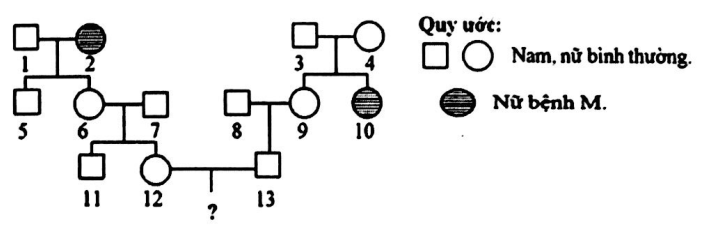 Quy ước:
Nam, nữ bình thường.
Nữ bệnh M.
1 2 3 4
5 6 7 8 9 10
11 12 ? 13